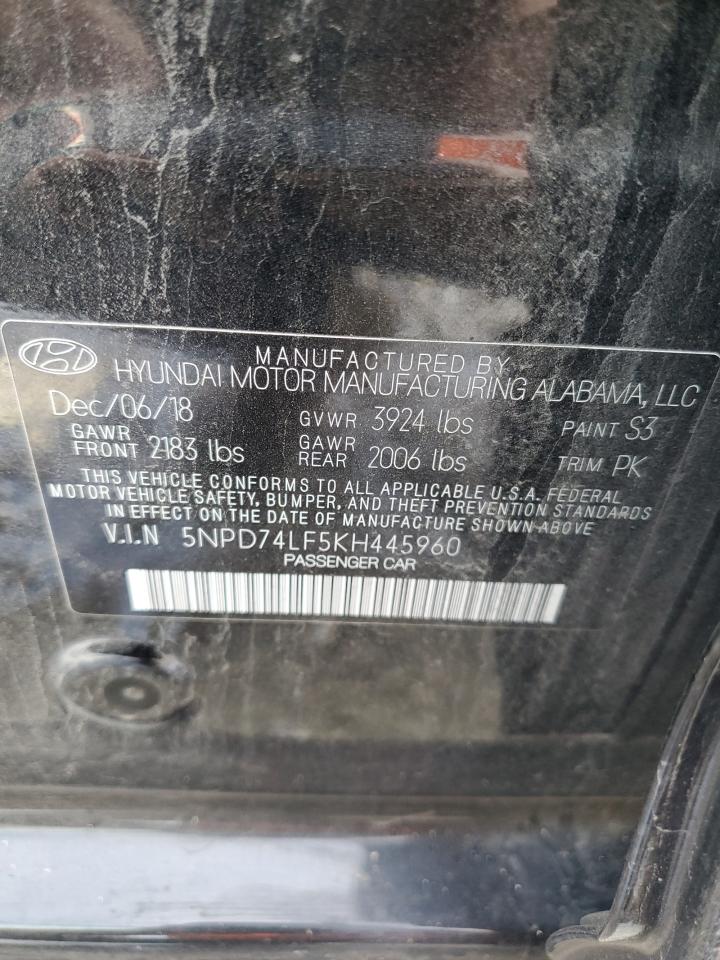 MANUFACTURED BY
HYUNDAI MOTOR MANUFACTURING ALABAMA, LLC
Dec/06/18 GVWR 3924 lbs PAINT S3
GAWR FRONT 2183 lbs GAWR REAR 2006 lbs TRIM PK
THIS VEHICLE CONFORMS TO ALL APPLICABLE U.S.A. FEDERAL
MOTOR VEHICLE SAFETY, BUMPER, AND THEFT PREVENTION STANDARDS
IN EFFECT ON THE DATE OF MANUFACTURE SHOWN ABOVE
V.I.N 5NPD74LF5KH445960
PASSENGER CAR